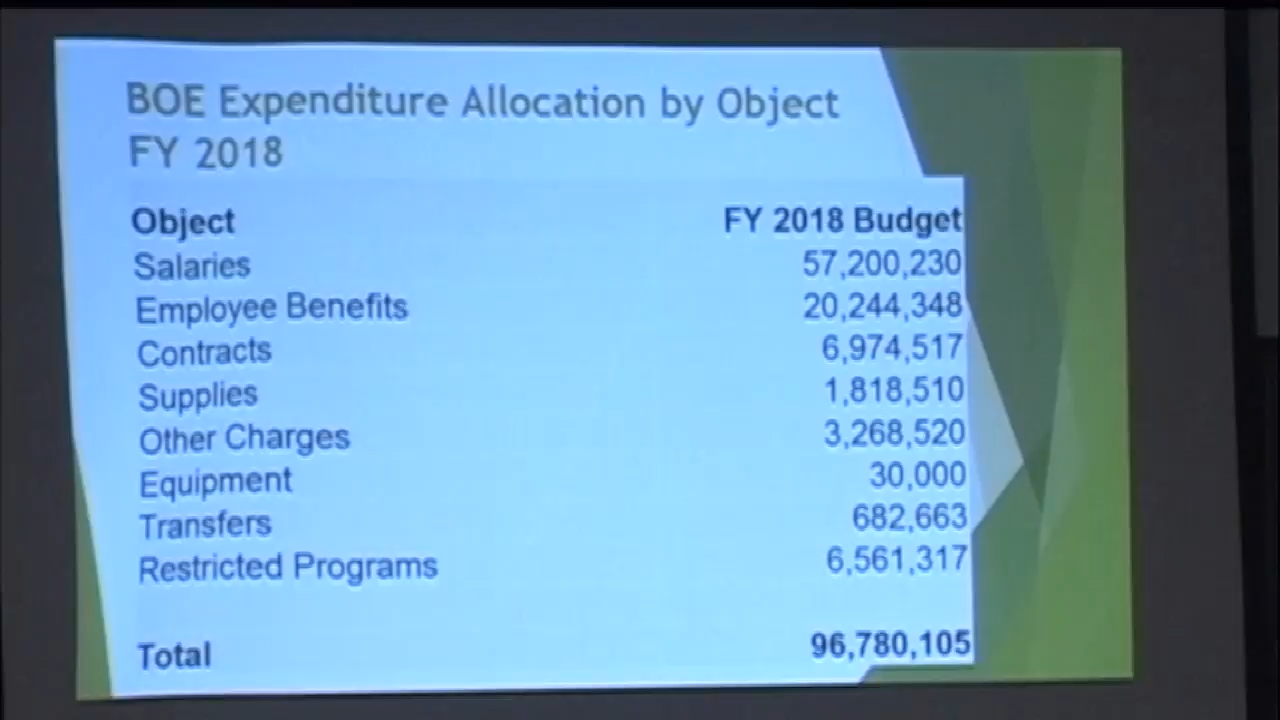 BOE Expenditure Allocation by Object
FY 2018
Object FY 2018 Budget
Salaries 57,200,230
Employee Benefits 20,244,348
Contracts 6,974,517
Supplies 1,818,510
Other Charges 3,268,520
Equipment 30,000
Transfers 682,663
Restricted Programs 6,561,317
Total 96,780,105